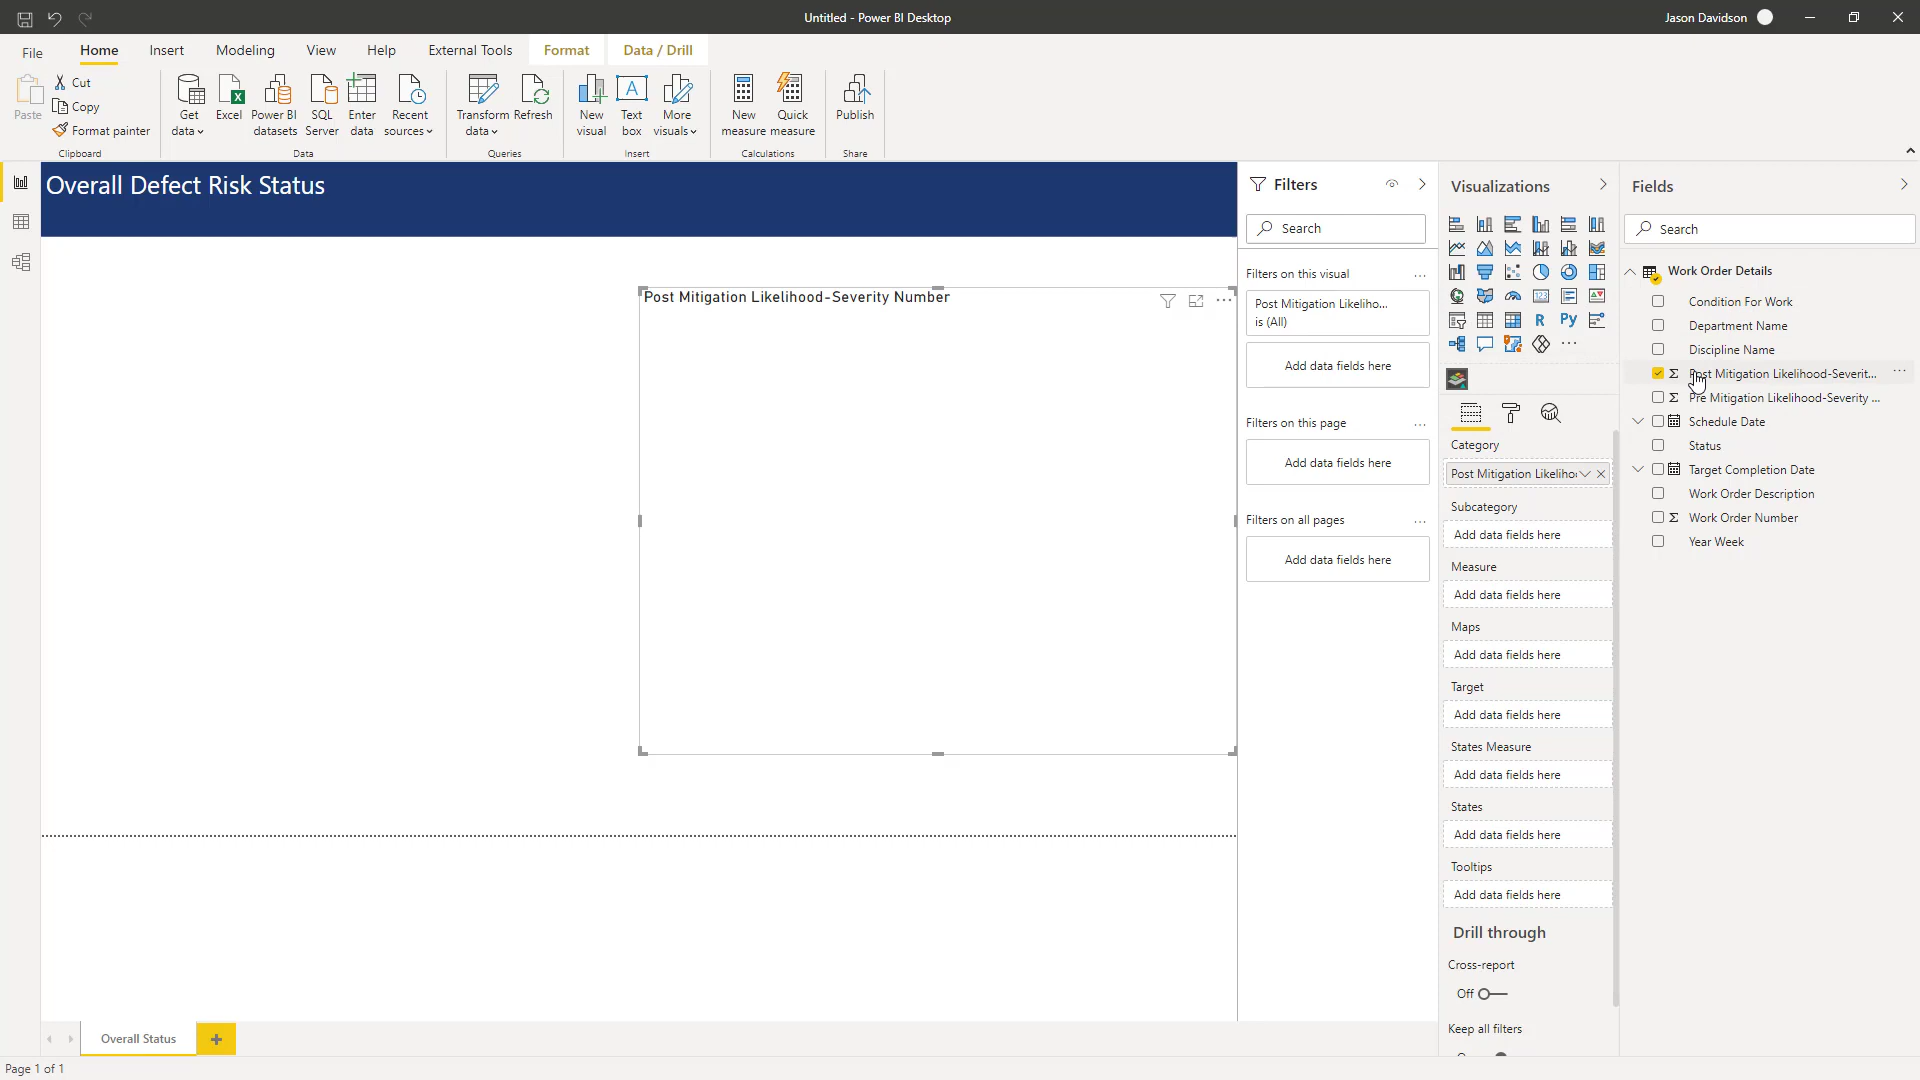 Untitled - Power BI Desktop
Jason Davidson
File Home Insert Modeling View Help External Tools Format Data / Drill
Paste
Cut
Copy
Format painter
Clipboard
Get data
Excel
Power BI datasets
SQL Server
Enter data
Recent sources
Data
Transform data
Refresh
Queries
New visual
Text box
More visuals
Insert
New measure
Quick measure
Calculations
Publish
Share
Overall Defect Risk Status
Post Mitigation Likelihood-Severity Number
Filters
Search
Filters on this visual
Post Mitigation Likeliho...
is (All)
Add data fields here
Filters on this page
Add data fields here
Filters on all pages
Add data fields here
Visualizations
R
Py
123
Category
Post Mitigation Likeliho
Subcategory
Add data fields here
Measure
Add data fields here
Maps
Add data fields here
Target
Add data fields here
States Measure
Add data fields here
States
Add data fields here
Tooltips
Add data fields here
Drill through
Cross-report
Off
Keep all filters
Fields
Search
Work Order Details
Condition For Work
Department Name
Discipline Name
Σ Post Mitigation Likelihood-Severit...
Σ Pre Mitigation Likelihood-Severity ...
Schedule Date
Status
Target Completion Date
Work Order Description
Σ Work Order Number
Year Week
Overall Status
Page 1 of 1